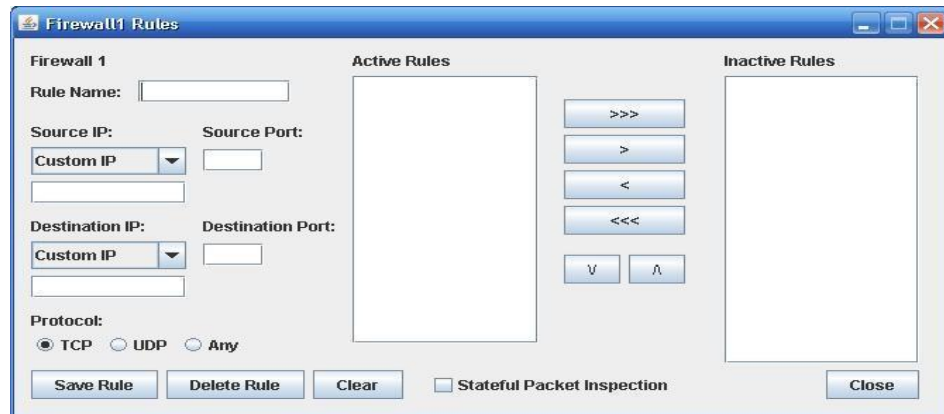 Firewall1 Rules
Firewall 1
Active Rules
Inactive Rules
Rule Name:
Source IP:
Source Port:
Custom IP
Destination IP:
Destination Port:
Custom IP
Protocol:
TCP
UDP
Any
>>>
>
<
<<<
V
Λ
Save Rule
Delete Rule
Clear
Stateful Packet Inspection
Close